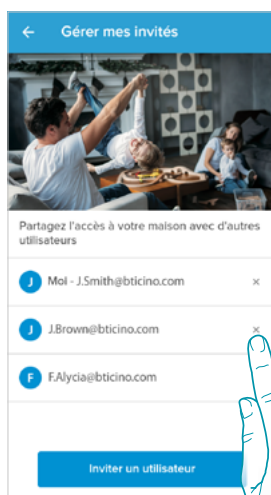 Gérer mes invités
Partagez l'accès à votre maison avec d'autres
utilisateurs
J Moi - J.Smith@bticino.com ×
J J.Brown@bticino.com ×
F F.Alycia@bticino.com
Inviter un utilisateur